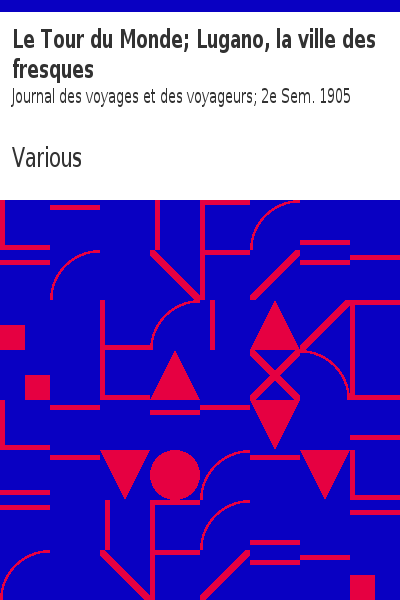 Le Tour du Monde; Lugano, la ville des
fresques
Journal des voyages et des voyageurs; 2e Sem. 1905
Various